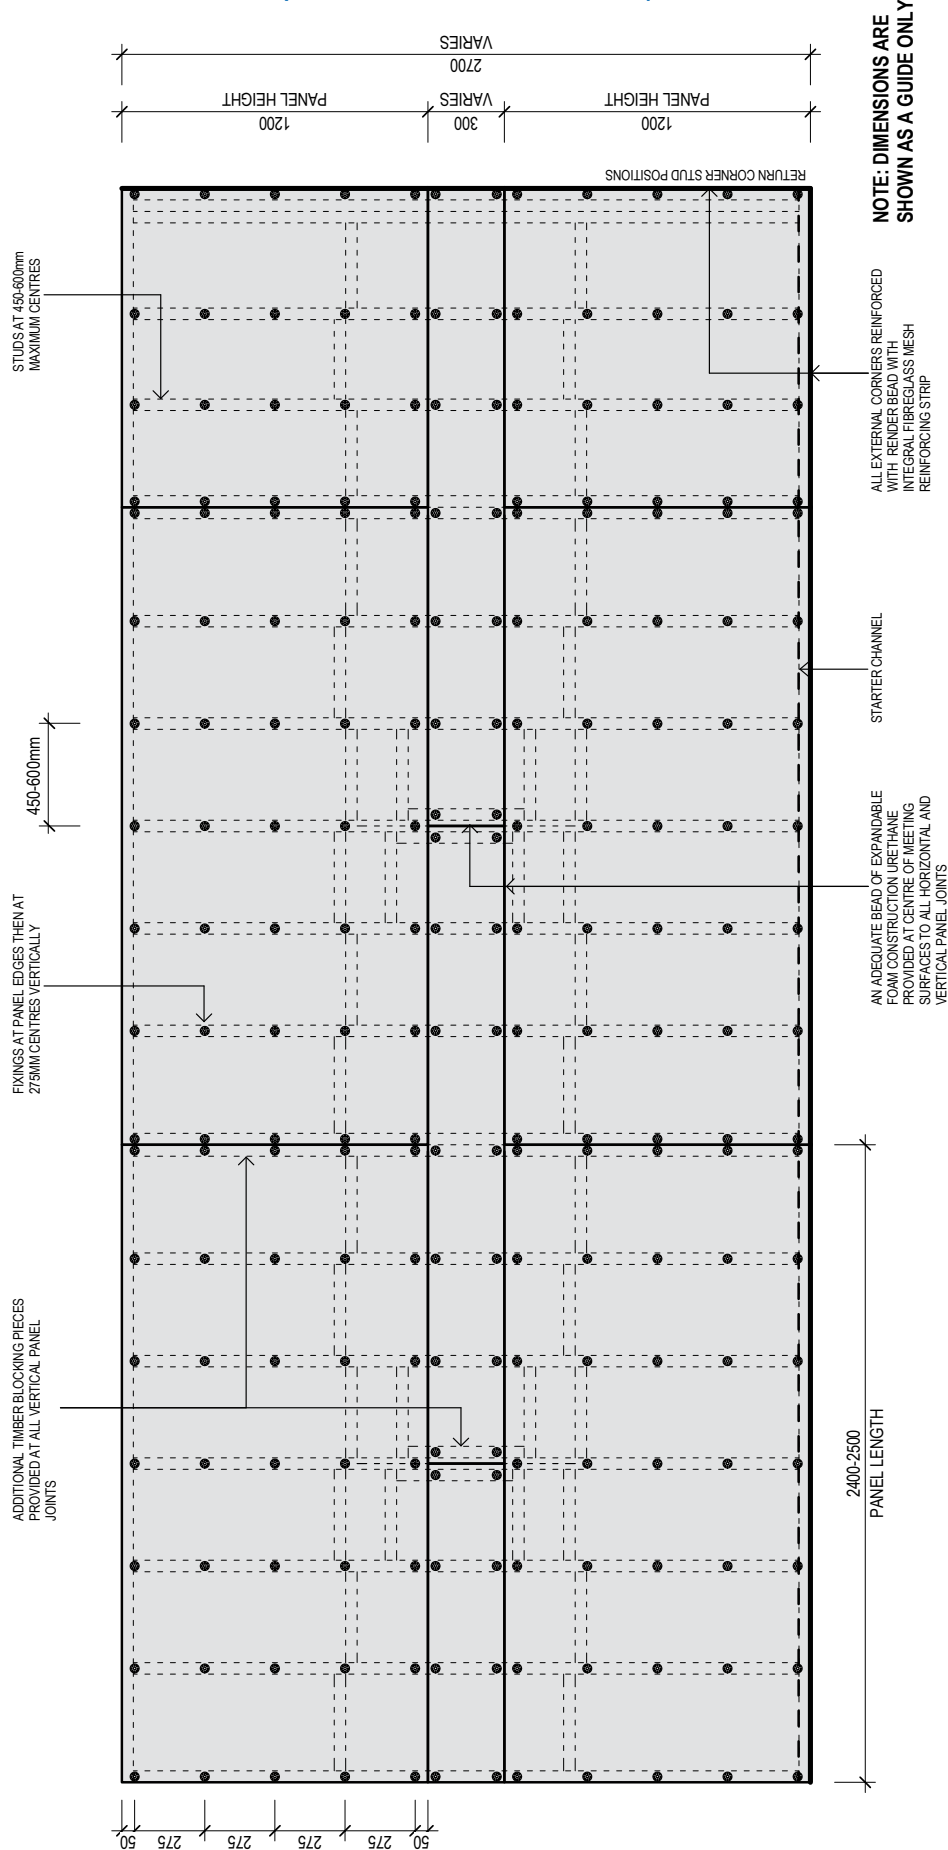 STUDS AT 450-600mm
MAXIMUM CENTRES
450-600mm
FIXINGS AT PANEL EDGES THEN AT
275MM CENTRES VERTICALLY
ADDITIONAL TIMBER BLOCKING PIECES
PROVIDED AT ALL VERTICAL PANEL
JOINTS
VARIES
2700
PANEL HEIGHT
1200
VARIES
300
PANEL HEIGHT
1200
RETURN CORNER STUD POSITIONS
50
275
275
275
275
50
NOTE: DIMENSIONS ARE
SHOWN AS A GUIDE ONLY
ALL EXTERNAL CORNERS REINFORCED
WITH RENDER BEAD WITH
INTEGRAL FIBREGLASS MESH
REINFORCING STRIP
STARTER CHANNEL
AN ADEQUATE BEAD OF EXPANDABLE
FOAM CONSTRUCTION URETHANE
PROVIDED AT CENTRE OF MEETING
SURFACES TO ALL HORIZONTAL AND
VERTICAL PANEL JOINTS
2400-2500
PANEL LENGTH